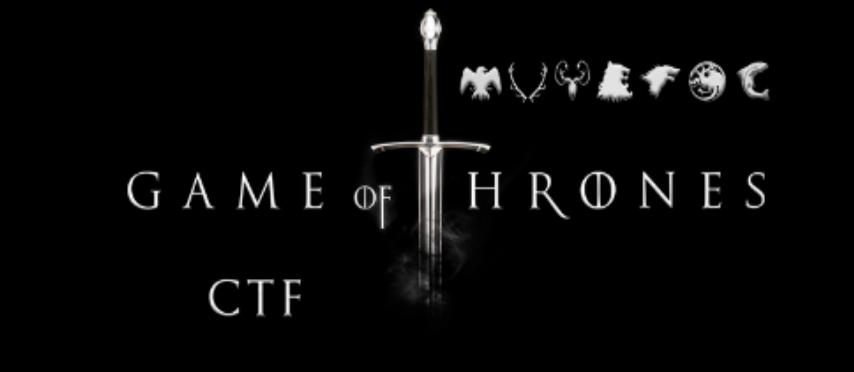 GAME OF THRONES
CTF